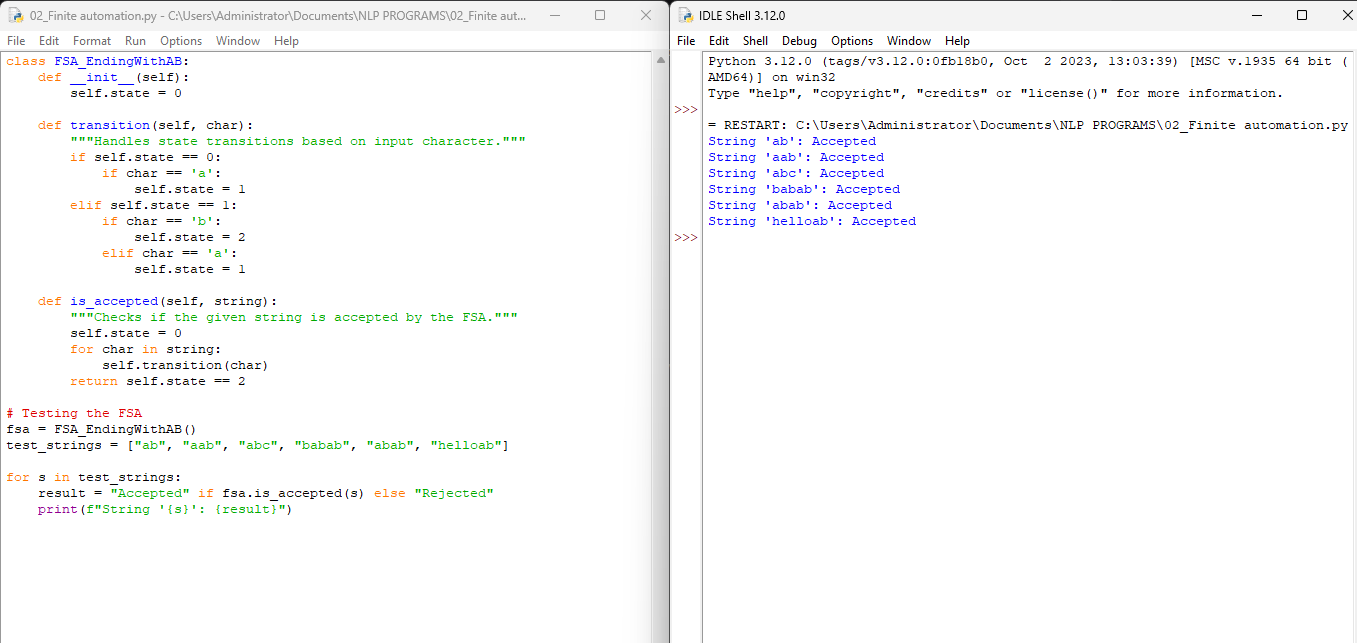 02_Finite automation.py - C:\Users\Administrator\Documents\NLP PROGRAMS\02_Finite aut...
File Edit Format Run Options Window Help
class FSA_EndingWithAB:
    def __init__(self):
        self.state = 0

    def transition(self, char):
        """Handles state transitions based on input character."""
        if self.state == 0:
            if char == 'a':
                self.state = 1
        elif self.state == 1:
            if char == 'b':
                self.state = 2
            elif char == 'a':
                self.state = 1

    def is_accepted(self, string):
        """Checks if the given string is accepted by the FSA."""
        self.state = 0
        for char in string:
            self.transition(char)
        return self.state == 2

# Testing the FSA
fsa = FSA_EndingWithAB()
test_strings = ["ab", "aab", "abc", "babab", "abab", "helloab"]

for s in test_strings:
    result = "Accepted" if fsa.is_accepted(s) else "Rejected"
    print(f"String '{s}': {result}")
IDLE Shell 3.12.0
File Edit Shell Debug Options Window Help
Python 3.12.0 (tags/v3.12.0:0fb18b0, Oct  2 2023, 13:03:39) [MSC v.1935 64 bit (
AMD64)] on win32
Type "help", "copyright", "credits" or "license()" for more information.
>>>
= RESTART: C:\Users\Administrator\Documents\NLP PROGRAMS\02_Finite automation.py
String 'ab': Accepted
String 'aab': Accepted
String 'abc': Accepted
String 'babab': Accepted
String 'abab': Accepted
String 'helloab': Accepted
>>>